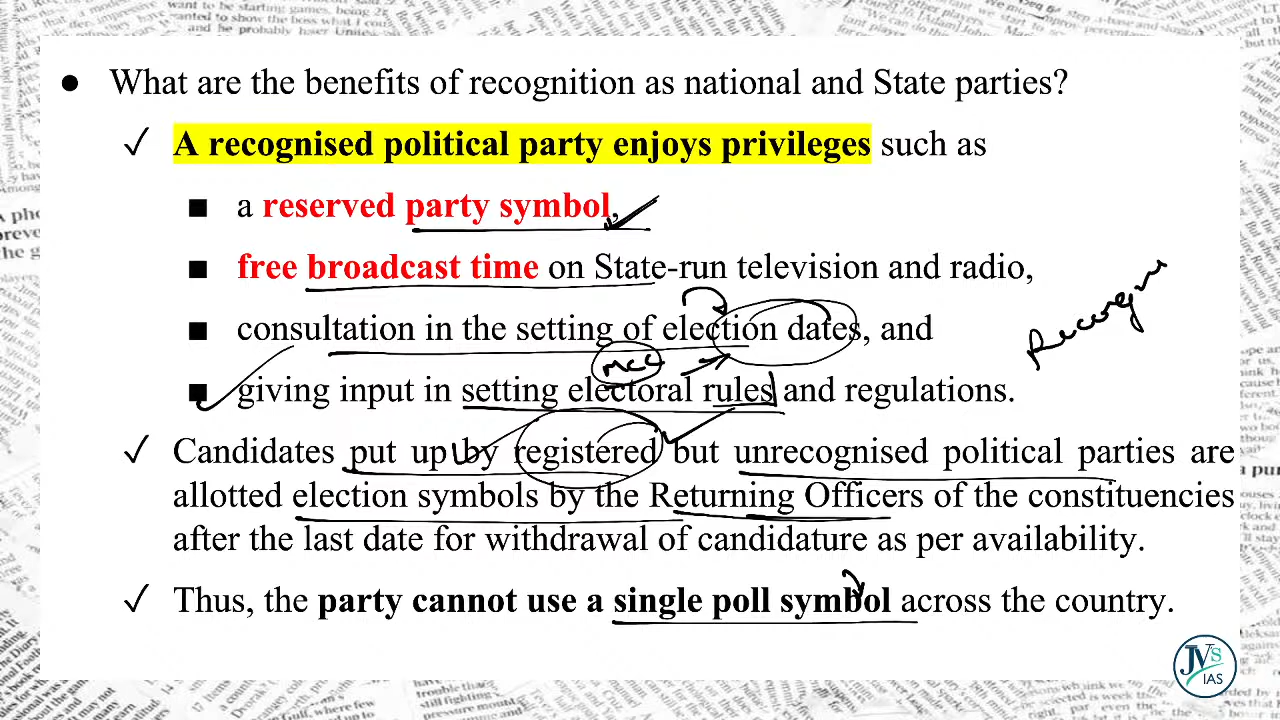 ● What are the benefits of recognition as national and State parties?
✓ A recognised political party enjoys privileges such as
■ a reserved party symbol,
■ free broadcast time on State-run television and radio,
■ consultation in the setting of election dates, and
MCC
■ giving input in setting electoral rules and regulations.
✓ Candidates put up by registered but unrecognised political parties are
allotted election symbols by the Returning Officers of the constituencies
after the last date for withdrawal of candidature as per availability.
✓ Thus, the party cannot use a single poll symbol across the country.
JVS
IAS